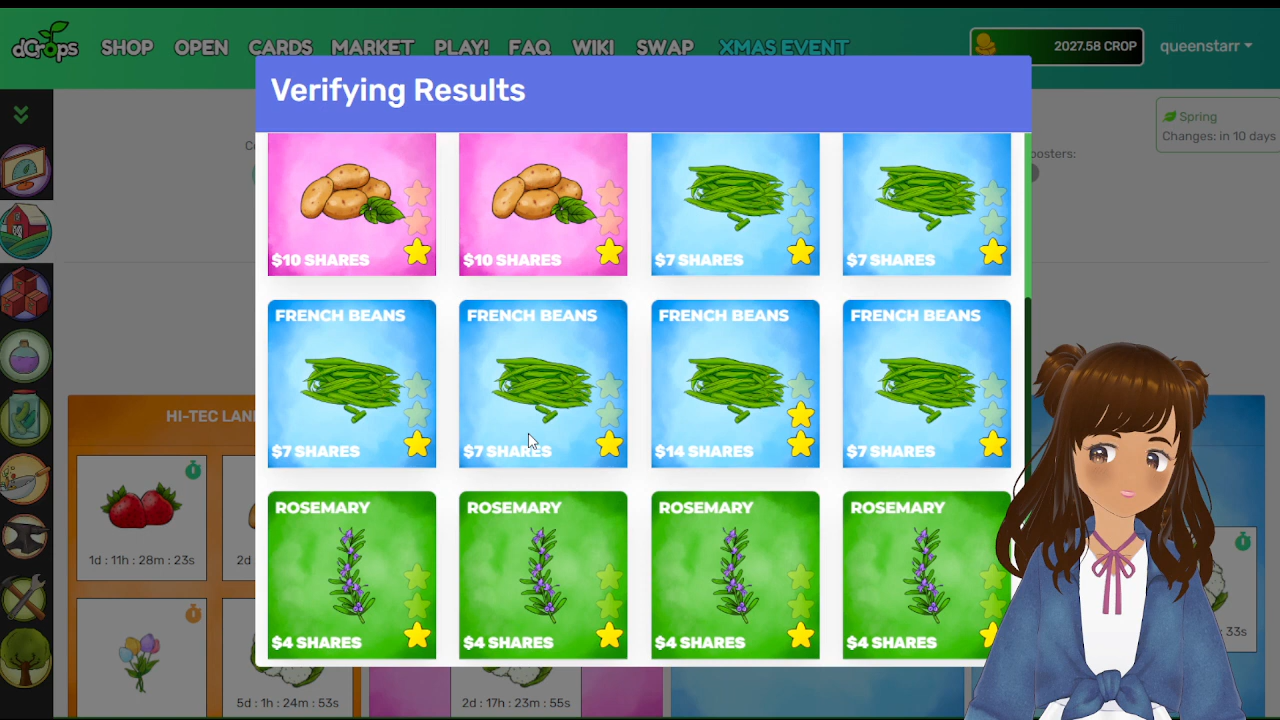 dCrops
SHOP OPEN CARDS MARKET PLAY! FAQ WIKI SWAP XMAS EVENT
2027.58 CROP
queenstarr
Verifying Results
Spring
Changes: in 10 days
$10 SHARES
$10 SHARES
$7 SHARES
$7 SHARES
FRENCH BEANS
FRENCH BEANS
FRENCH BEANS
FRENCH BEANS
$7 SHARES
$7 SHARES
$14 SHARES
$7 SHARES
HI-TEC LAN
1d : 11h : 28m : 23s
2d
33s
ROSEMARY
ROSEMARY
ROSEMARY
ROSEMARY
$4 SHARES
$4 SHARES
$4 SHARES
$4 SHARES
5d : 1h : 24m : 53s
2d : 17h : 23m : 55s